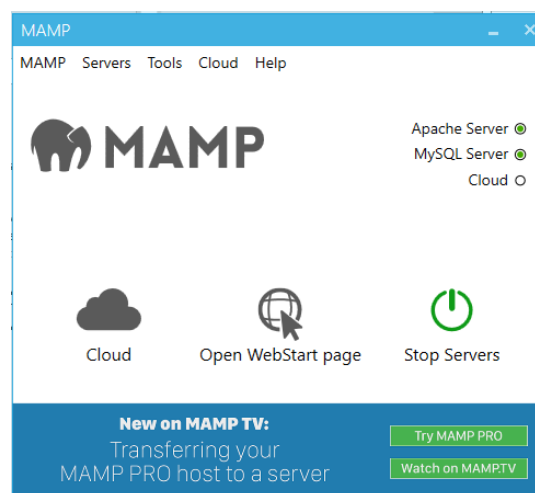 MAMP
MAMP Servers Tools Cloud Help
MAMP
Apache Server
MySQL Server
Cloud
Cloud
Open WebStart page
Stop Servers
New on MAMP TV:
Transferring your
MAMP PRO host to a server
Try MAMP PRO
Watch on MAMP.TV